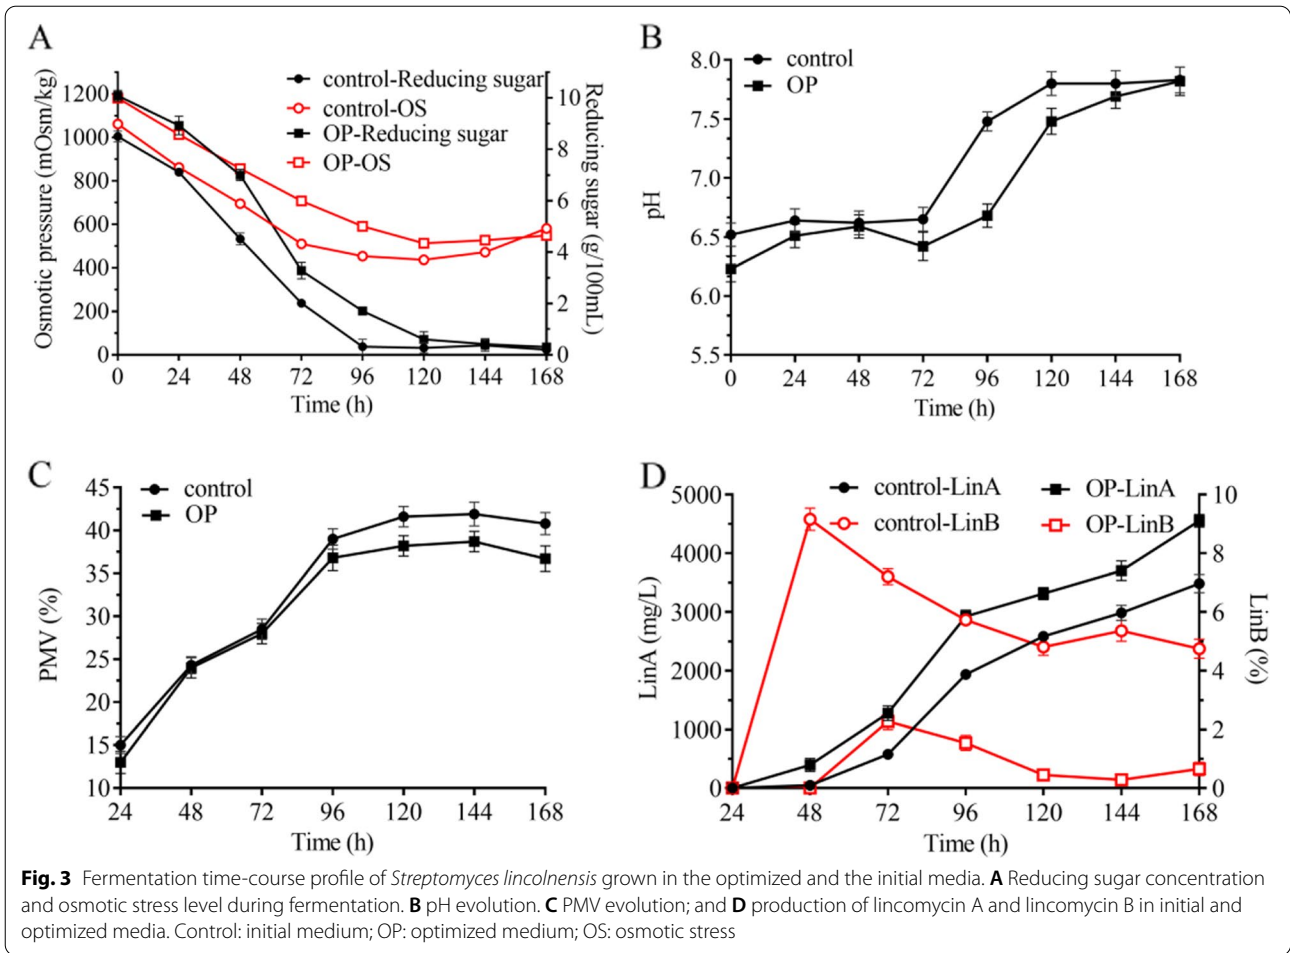 A
control-Reducing sugar
control-OS
OP-Reducing sugar
OP-OS
Osmotic pressure (mOsm/kg)
1200
1000
800
600
400
200
0
Reducing sugar (g/100mL)
10
8
6
4
2
0
0 24 48 72 96 120 144 168
Time (h)
B
control
OP
pH
8.0
7.5
7.0
6.5
6.0
5.5
0 24 48 72 96 120 144 168
Time (h)
C
control
OP
PMV (%)
45
40
35
30
25
20
15
10
24 48 72 96 120 144 168
Time (h)
D
control-LinA
OP-LinA
control-LinB
OP-LinB
LinA (mg/L)
5000
4000
3000
2000
1000
0
LinB (%)
10
8
6
4
2
0
24 48 72 96 120 144 168
Time (h)
Fig. 3 Fermentation time-course profile of Streptomyces lincolnensis grown in the optimized and the initial media. A Reducing sugar concentration
and osmotic stress level during fermentation. B pH evolution. C PMV evolution; and D production of lincomycin A and lincomycin B in initial and
optimized media. Control: initial medium; OP: optimized medium; OS: osmotic stress